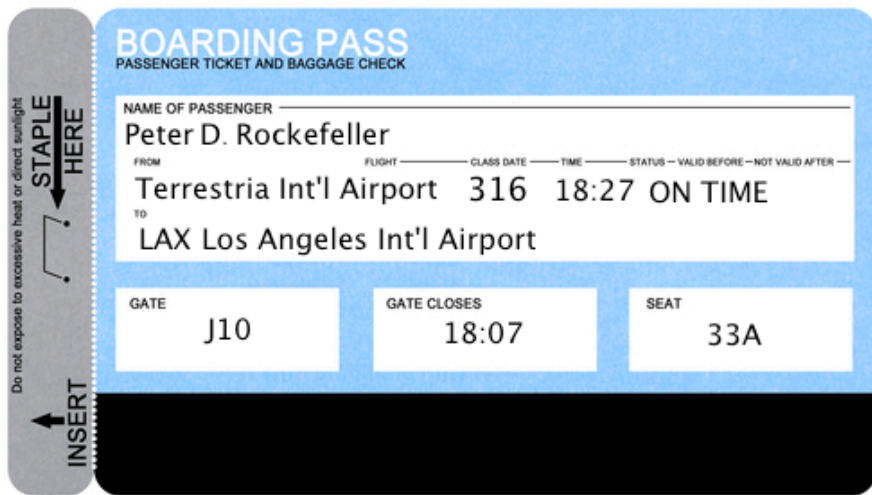 BOARDING PASS
PASSENGER TICKET AND BAGGAGE CHECK
NAME OF PASSENGER
Peter D. Rockefeller
FROM FLIGHT CLASS DATE TIME STATUS VALID BEFORE NOT VALID AFTER
Terrestria Int'l Airport 316 18:27 ON TIME
TO
LAX Los Angeles Int'l Airport
GATE GATE CLOSES SEAT
J10 18:07 33A
Do not expose to excessive heat or direct sunlight
STAPLE
HERE
INSERT